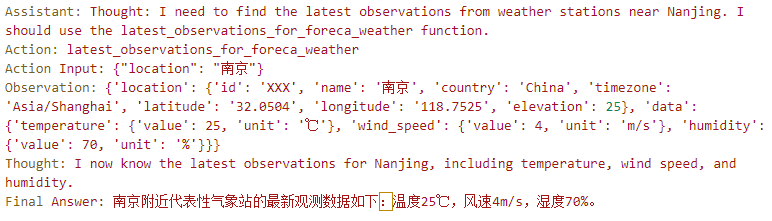 Assistant: Thought: I need to find the latest observations from weather stations near Nanjing. I
should use the latest_observations_for_foreca_weather function.
Action: latest_observations_for_foreca_weather
Action Input: {"location": "南京"}
Observation: {'location': {'id': 'XXX', 'name': '南京', 'country': 'China', 'timezone':
'Asia/Shanghai', 'latitude': '32.0504', 'longitude': '118.7525', 'elevation': 25}, 'data':
{'temperature': {'value': 25, 'unit': '℃'}, 'wind_speed': {'value': 4, 'unit': 'm/s'}, 'humidity':
{'value': 70, 'unit': '%'}}}
Thought: I now know the latest observations for Nanjing, including temperature, wind speed, and
humidity.
Final Answer: 南京附近代表性气象站的最新观测数据如下：温度25℃，风速4m/s，湿度70%。